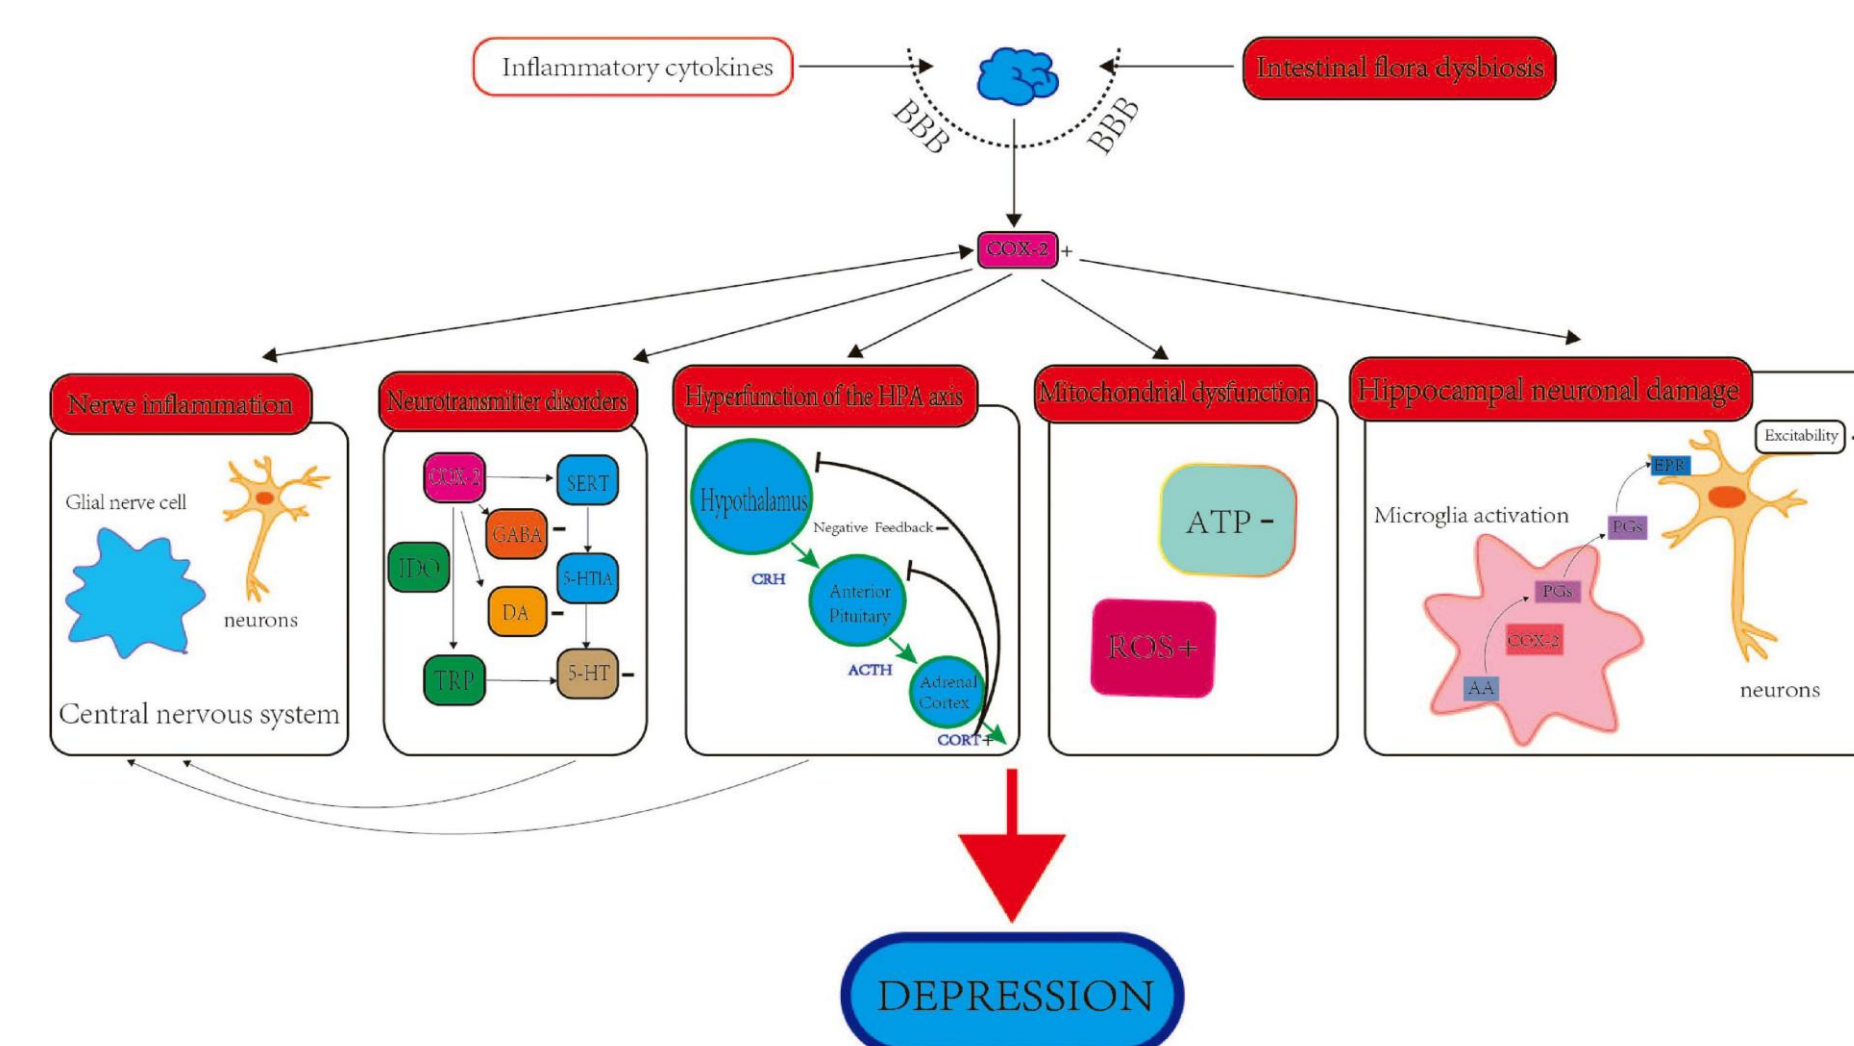 Inflammatory cytokines
Intestinal flora dysbiosis
BBB
BBB
COX-2 +
Nerve inflammation
Glial nerve cell
neurons
Central nervous system
Neurotransmitter disorders
COX-2
SERT
GABA -
IDO
5-HT1A
DA -
TRP
5-HT -
Hyperfunction of the HPA axis
Hypothalamus
Negative Feedback -
CRH
Anterior
Pituitary
ACTH
Adrenal
Cortex
CORT+
Mitochondrial dysfunction
ATP -
ROS+
Hippocampal neuronal damage
Excitability
EPR
Microglia activation
PGs
PGs
COX-2
AA
neurons
DEPRESSION